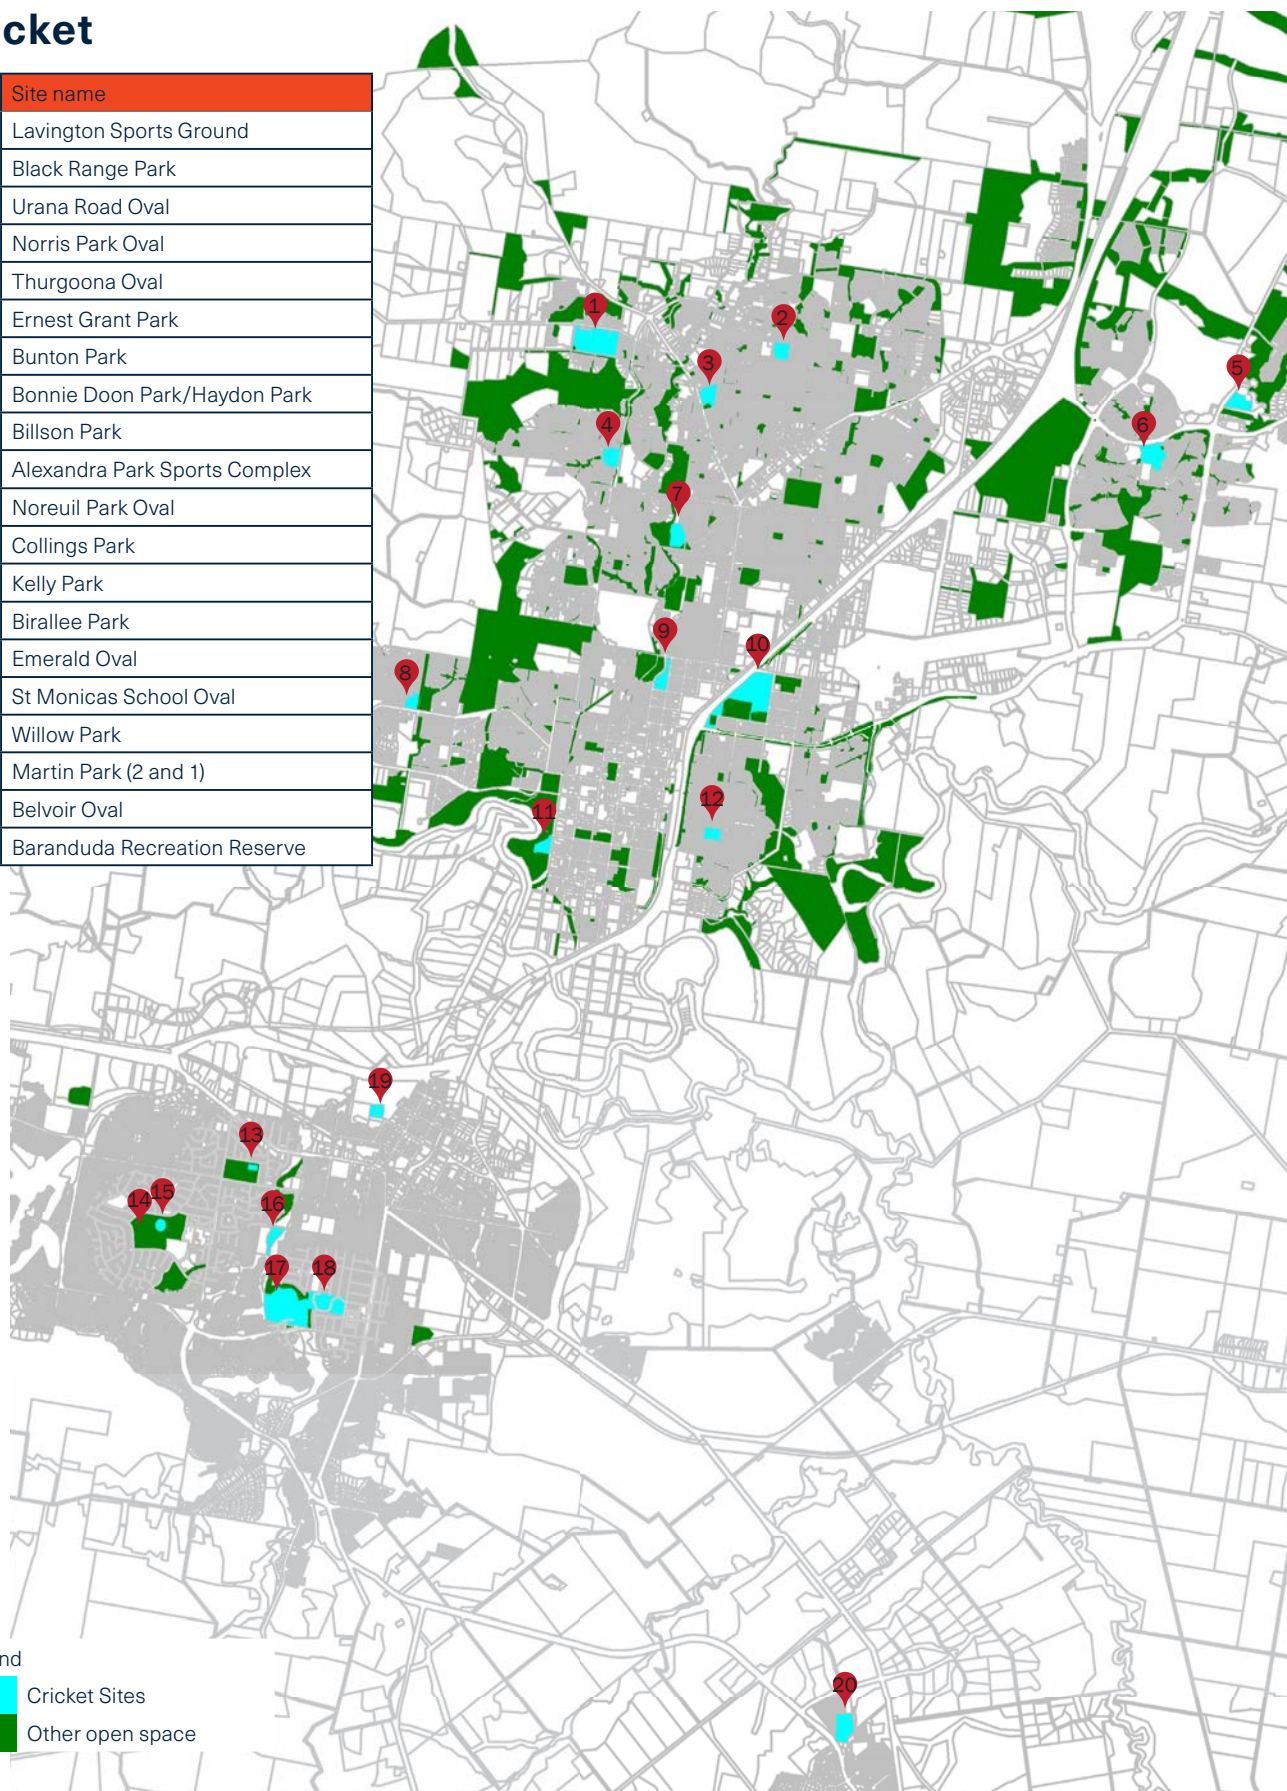 cket
Site name
Lavington Sports Ground
Black Range Park
Urana Road Oval
Norris Park Oval
Thurgoona Oval
Ernest Grant Park
Bunton Park
Bonnie Doon Park/Haydon Park
Billson Park
Alexandra Park Sports Complex
Noreuil Park Oval
Collings Park
Kelly Park
Birallee Park
Emerald Oval
St Monicas School Oval
Willow Park
Martin Park (2 and 1)
Belvoir Oval
Baranduda Recreation Reserve
1
2
3
4
5
6
7
8
9
10
11
12
19
13
14
15
16
17
18
20
nd
Cricket Sites
Other open space